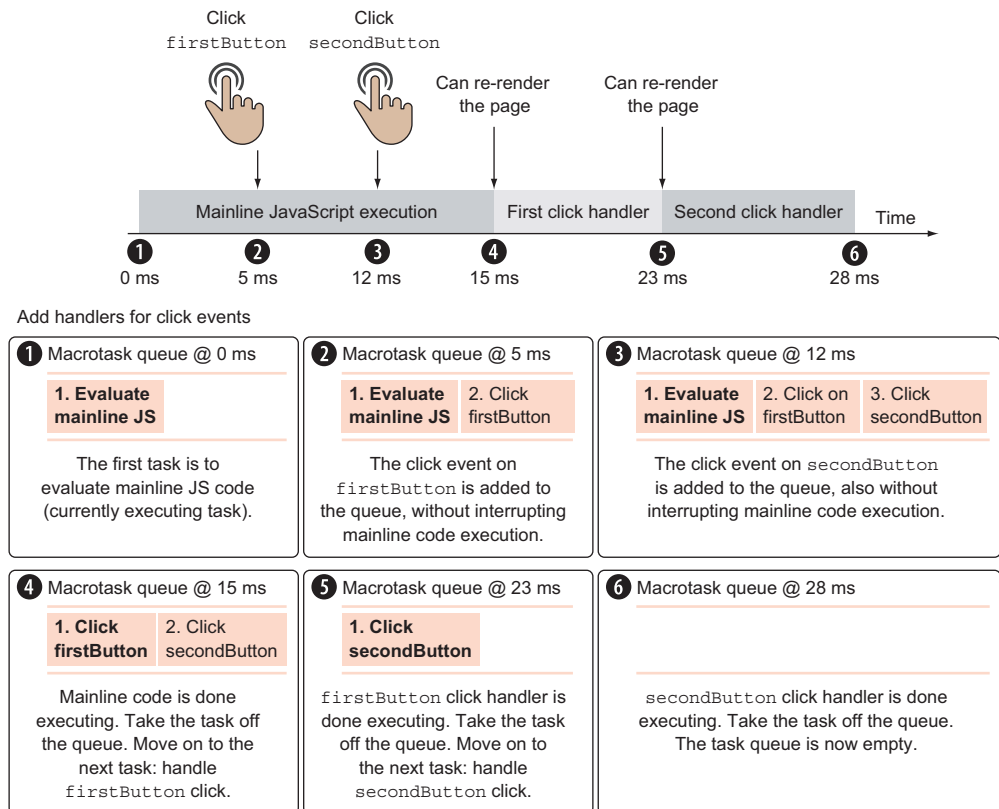 Click
firstButton
Click
secondButton
Can re-render
the page
Can re-render
the page
Mainline JavaScript execution
First click handler
Second click handler
Time
1
0 ms
2
5 ms
3
12 ms
4
15 ms
5
23 ms
6
28 ms
Add handlers for click events
1 Macrotask queue @ 0 ms
1. Evaluate
mainline JS
The first task is to
evaluate mainline JS code
(currently executing task).
2 Macrotask queue @ 5 ms
1. Evaluate
mainline JS
2. Click
firstButton
The click event on
firstButton is added to
the queue, without interrupting
mainline code execution.
3 Macrotask queue @ 12 ms
1. Evaluate
mainline JS
2. Click on
firstButton
3. Click
secondButton
The click event on secondButton
is added to the queue, also without
interrupting mainline code execution.
4 Macrotask queue @ 15 ms
1. Click
firstButton
2. Click
secondButton
Mainline code is done
executing. Take the task off
the queue. Move on to the
next task: handle
firstButton click.
5 Macrotask queue @ 23 ms
1. Click
secondButton
firstButton click handler is
done executing. Take the task
off the queue. Move on to
the next task: handle
secondButton click.
6 Macrotask queue @ 28 ms
secondButton click handler is done
executing. Take the task off the queue.
The task queue is now empty.